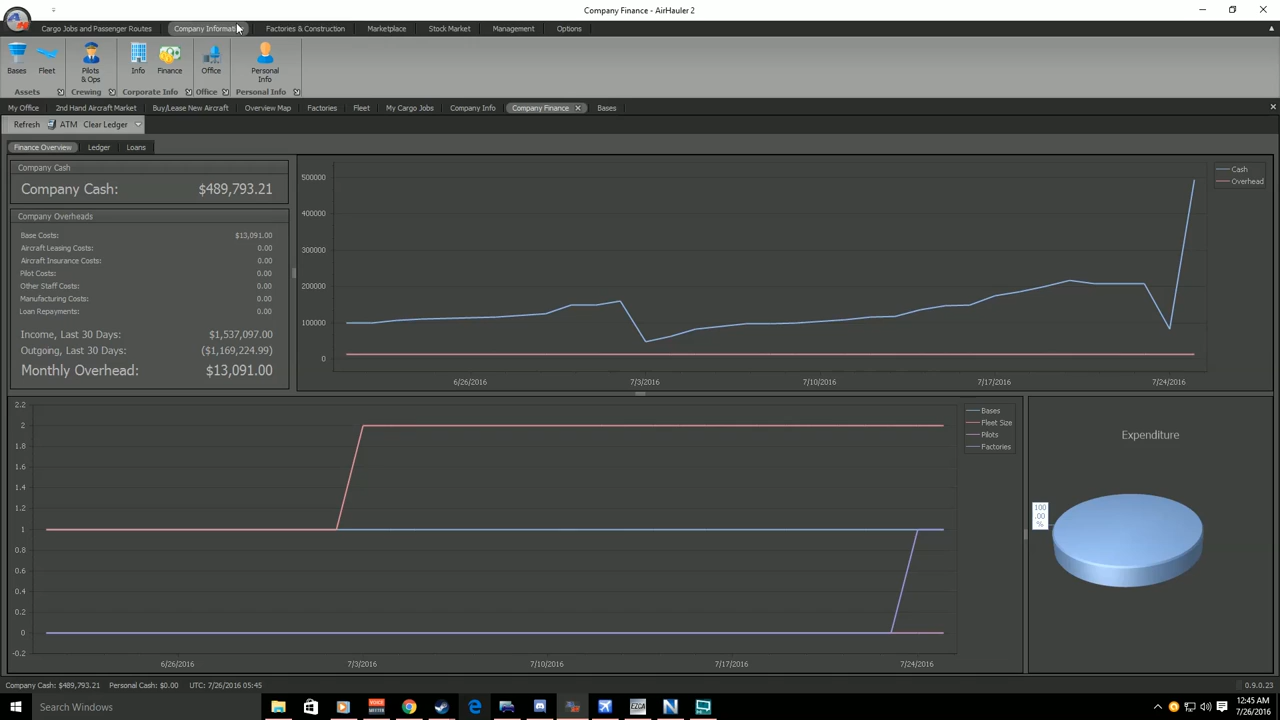 Company Finance - AirHauler 2
Cargo Jobs and Passenger Routes Company Informati Factories & Construction Marketplace Stock Market Management Options
Bases Fleet Pilots & Ops Info Finance Office Personal Info
Assets Crewing Corporate Info Office Personal Info
My Office 2nd Hand Aircraft Market Buy/Lease New Aircraft Overview Map Factories Fleet My Cargo Jobs Company Info Company Finance Bases
Refresh ATM Clear Ledger
Finance Overview Ledger Loans
Company Cash
Company Cash: $489,793.21
Company Overheads
Base Costs: $13,091.00
Aircraft Leasing Costs: 0.00
Aircraft Insurance Costs: 0.00
Pilot Costs: 0.00
Other Staff Costs: 0.00
Manufacturing Costs: 0.00
Loan Repayments: 0.00
Income, Last 30 Days: $1,537,097.00
Outgoing, Last 30 Days: ($1,169,224.99)
Monthly Overhead: $13,091.00
500000
400000
300000
200000
100000
0
6/26/2016 7/3/2016 7/10/2016 7/17/2016 7/24/2016
Cash
Overhead
2.2
2
1.8
1.6
1.4
1.2
1
0.8
0.6
0.4
0.2
0
-0.2
6/26/2016 7/3/2016 7/10/2016 7/17/2016 7/24/2016
Bases
Fleet Size
Pilots
Factories
Expenditure
100
.00
%
Company Cash: $489,793.21 Personal Cash: $0.00 UTC: 7/26/2016 05:45 0.9.0.23
Search Windows
VIDEO
EZCA
12:45 AM
7/26/2016